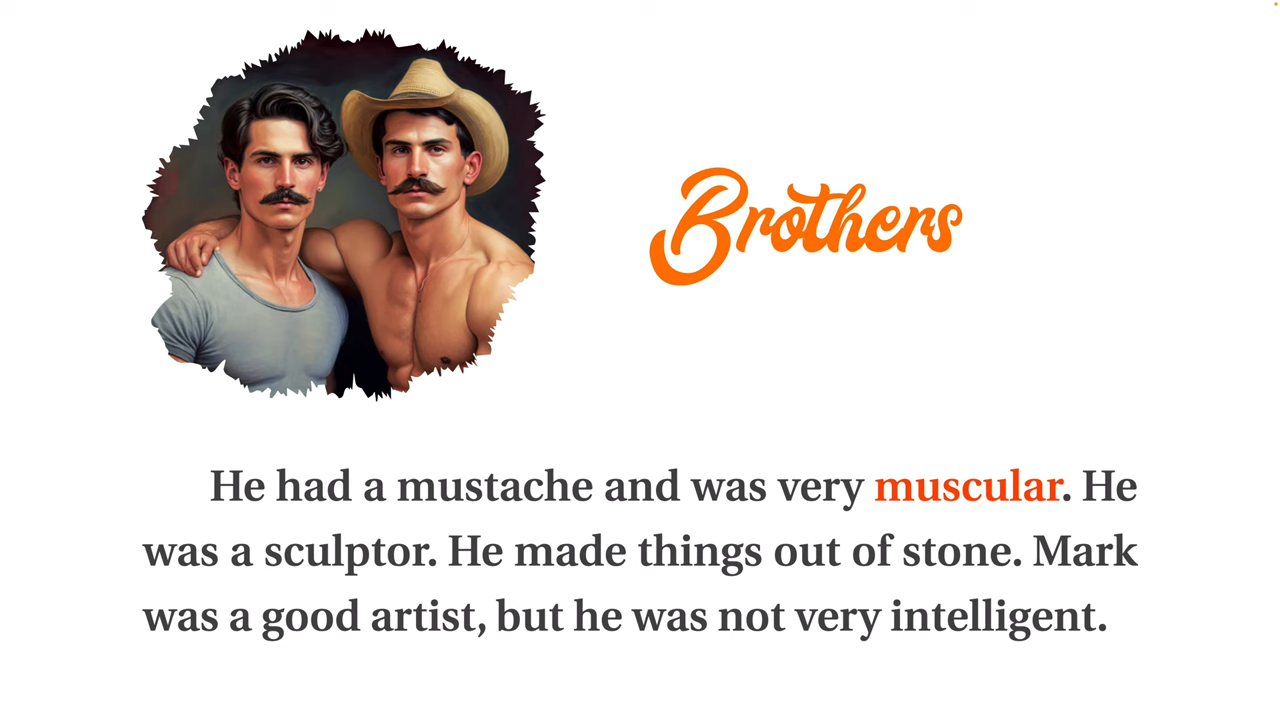 Brothers
He had a mustache and was very muscular. He
was a sculptor. He made things out of stone. Mark
was a good artist, but he was not very intelligent.